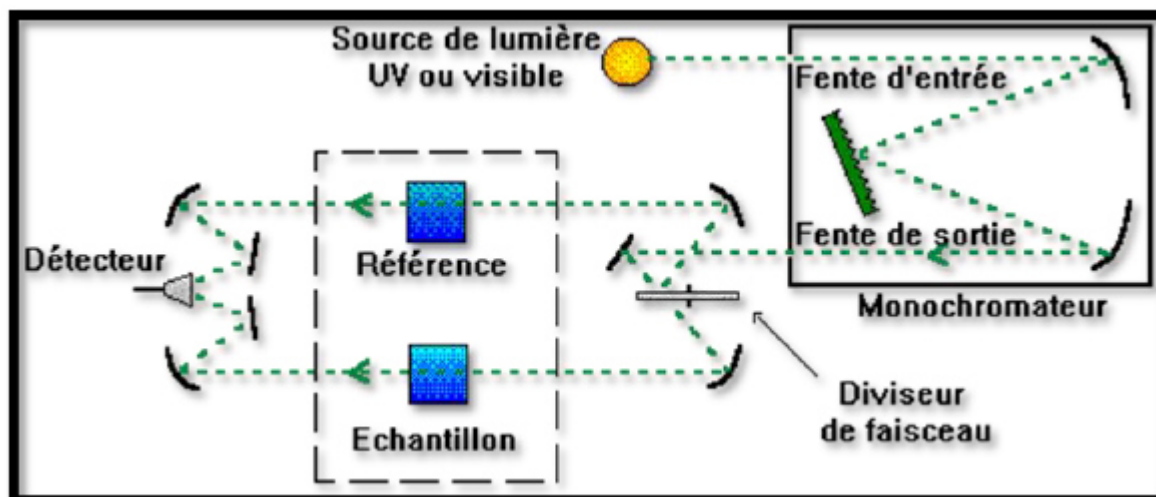 Source de lumière
UV ou visible
Fente d'entrée
Détecteur
Référence
Fente de sortie
Monochromateur
Echantillon
Diviseur
de faisceau